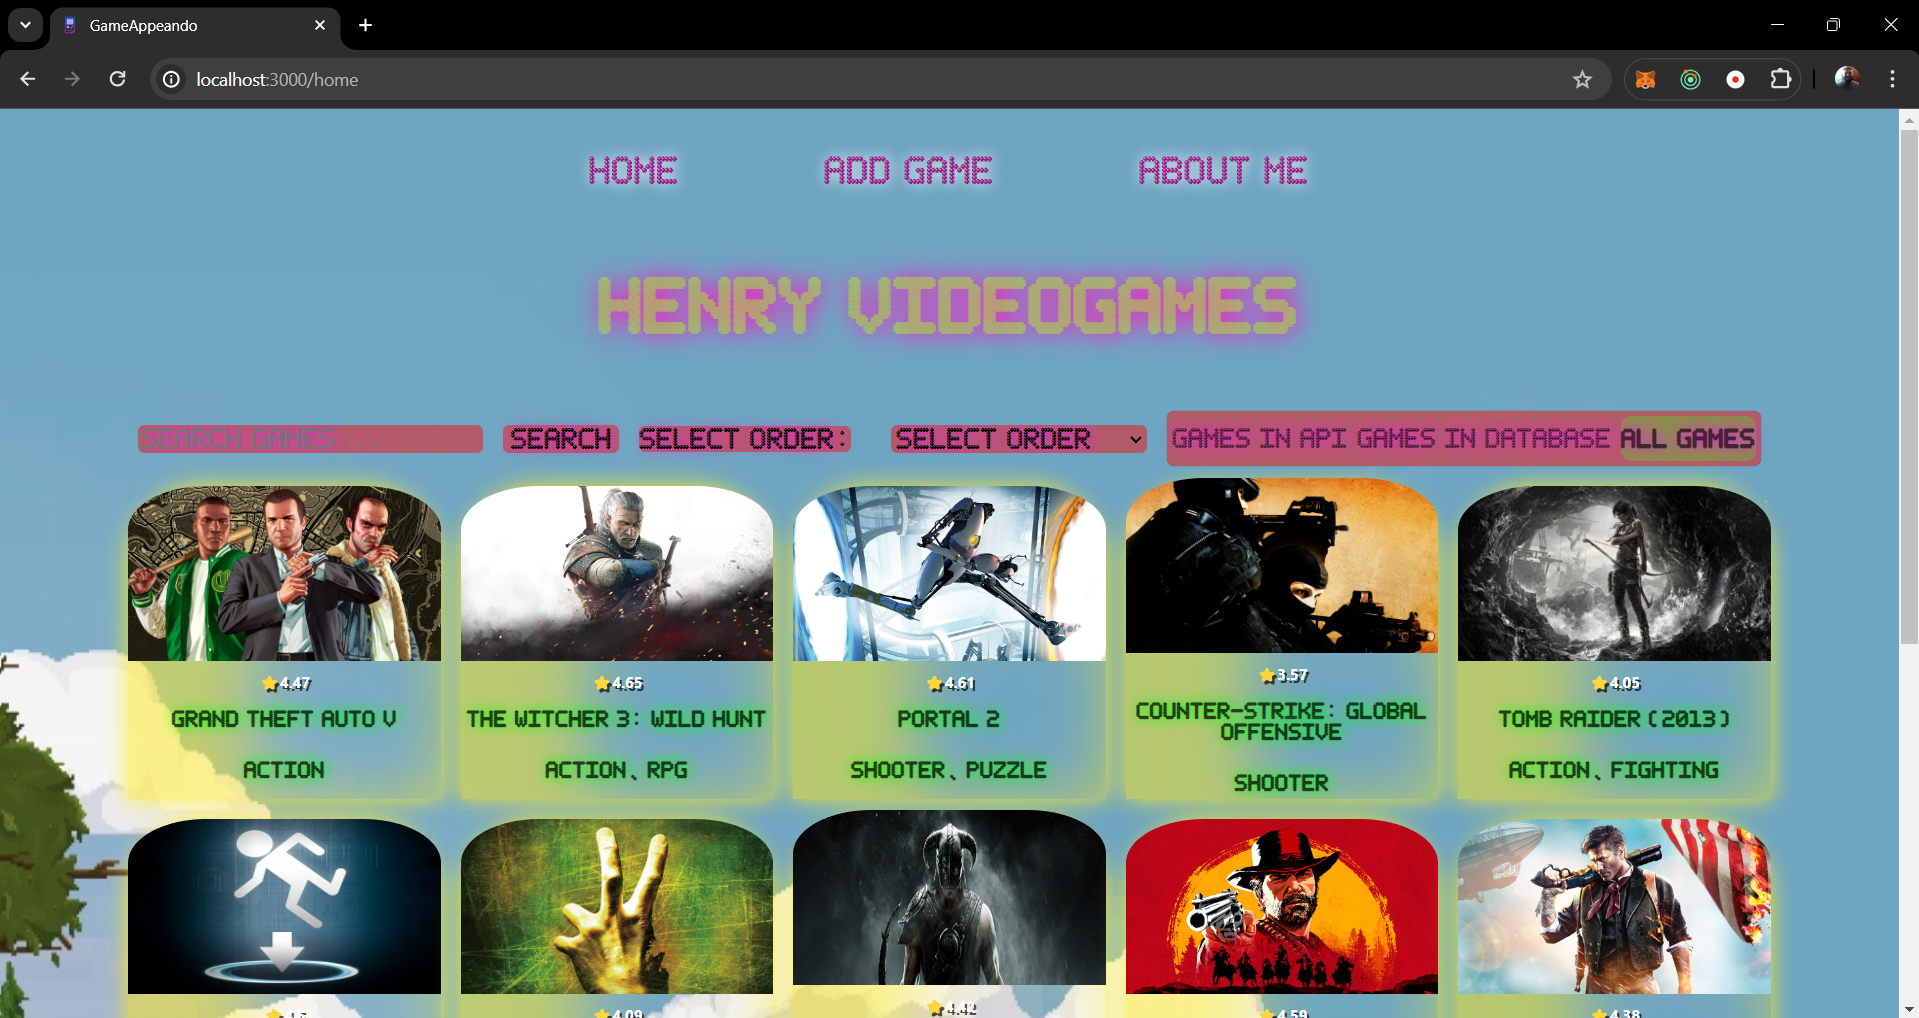 GameAppeando
localhost:3000/home
HOME ADD GAME ABOUT ME
HENRY VIDEOGAMES
SEARCH GAMES... SEARCH SELECT ORDER: SELECT ORDER GAMES IN API GAMES IN DATABASE ALL GAMES
4.47
GRAND THEFT AUTO V
ACTION
4.65
THE WITCHER 3: WILD HUNT
ACTION, RPG
4.61
PORTAL 2
SHOOTER, PUZZLE
3.57
COUNTER-STRIKE: GLOBAL
OFFENSIVE
SHOOTER
4.05
TOMB RAIDER (2013)
ACTION, FIGHTING
4.09
4.42
4.59
4.38